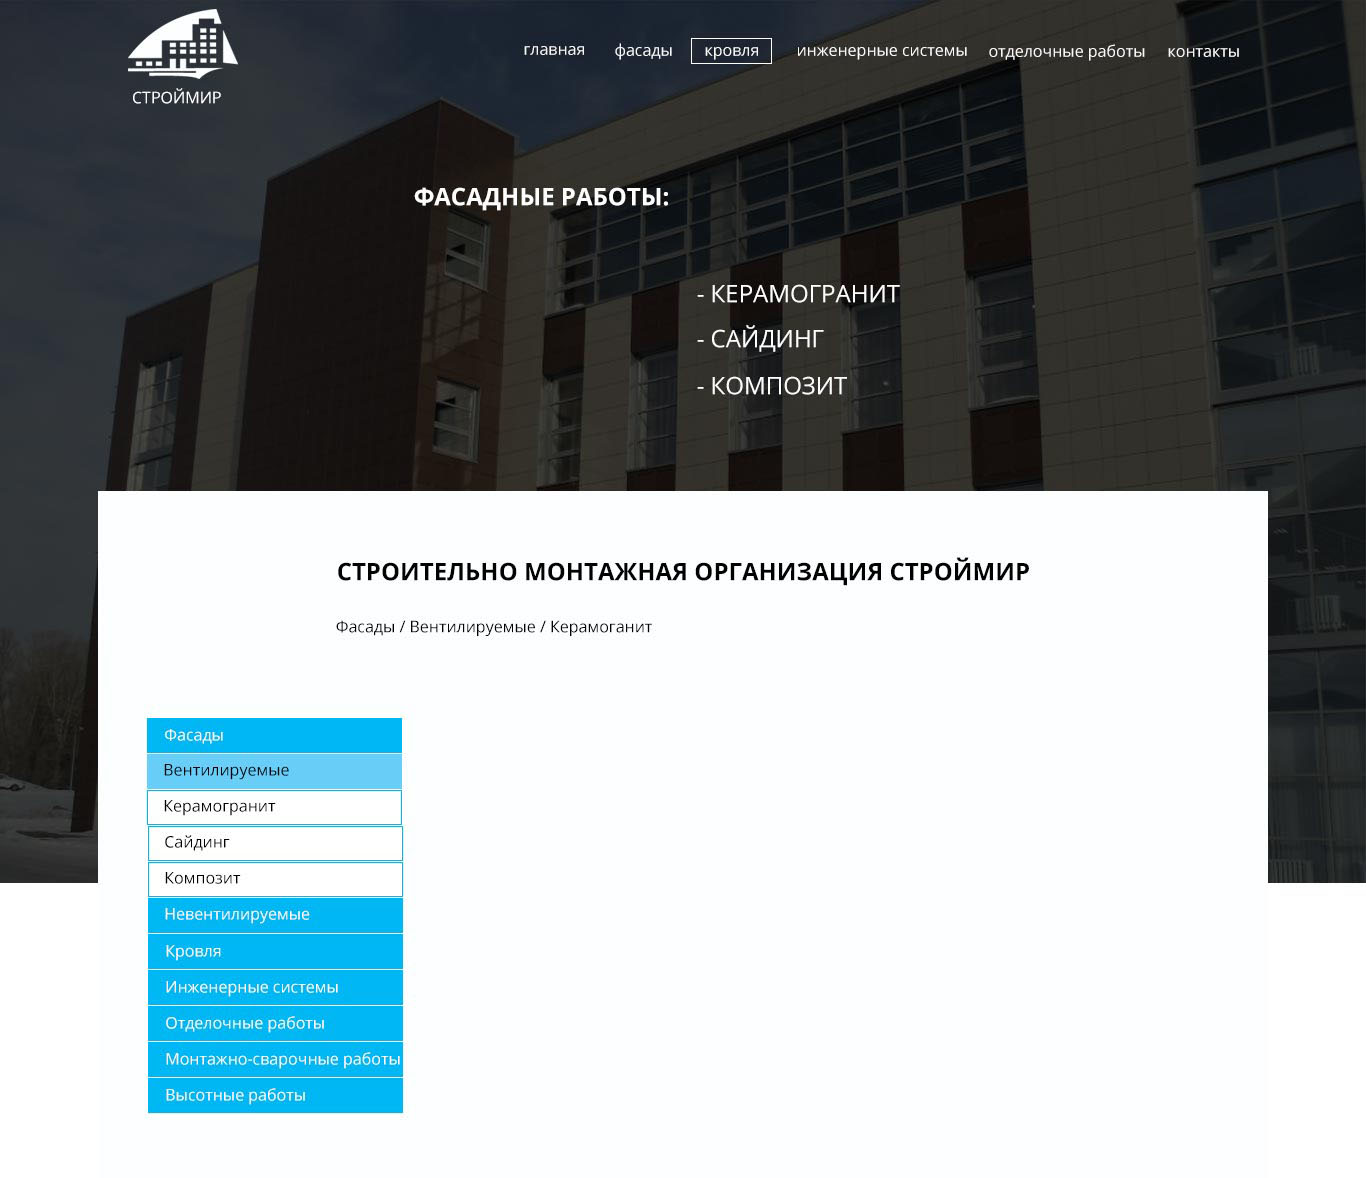 СТРОЙМИР
главная фасады кровля инженерные системы отделочные работы контакты
ФАСАДНЫЕ РАБОТЫ:
- КЕРАМОГРАНИТ
- САЙДИНГ
- КОМПОЗИТ
СТРОИТЕЛЬНО МОНТАЖНАЯ ОРГАНИЗАЦИЯ СТРОЙМИР
Фасады / Вентилируемые / Керамоганит
Фасады
Вентилируемые
Керамогранит
Сайдинг
Композит
Невентилируемые
Кровля
Инженерные системы
Отделочные работы
Монтажно-сварочные работы
Высотные работы